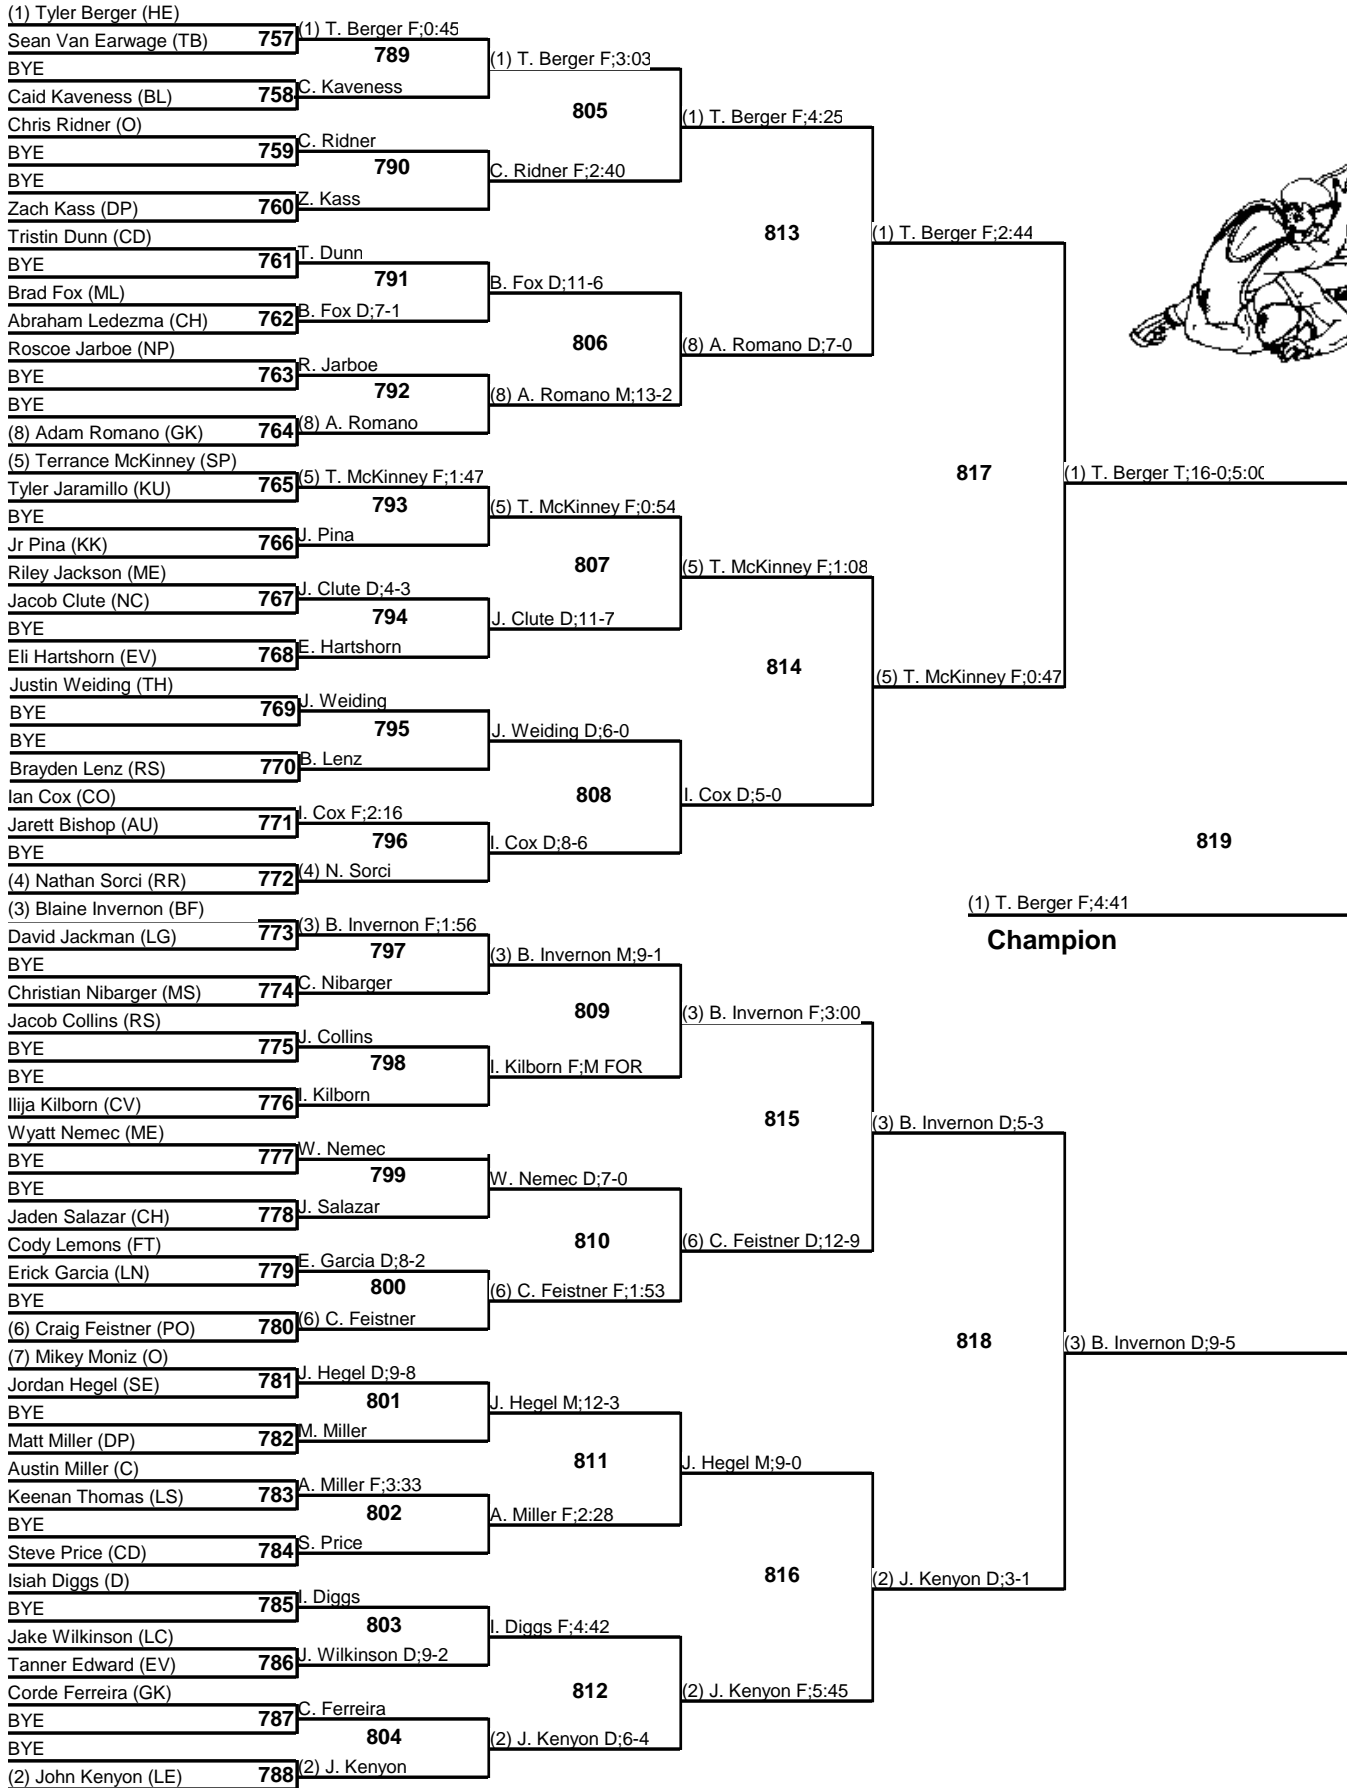 (1) Tyler Berger (HE)
Sean Van Earwage (TB) 757
BYE
Caid Kaveness (BL) 758
Chris Ridner (O)
BYE 759
BYE
Zach Kass (DP) 760
Tristin Dunn (CD)
BYE 761
Brad Fox (ML)
Abraham Ledezma (CH) 762
Roscoe Jarboe (NP)
BYE 763
BYE
(8) Adam Romano (GK) 764
(5) Terrance McKinney (SP)
Tyler Jaramillo (KU) 765
BYE
Jr Pina (KK) 766
Riley Jackson (ME)
Jacob Clute (NC) 767
BYE
Eli Hartshorn (EV) 768
Justin Weiding (TH)
BYE 769
BYE
Brayden Lenz (RS) 770
Ian Cox (CO)
Jarett Bishop (AU) 771
BYE
(4) Nathan Sorci (RR) 772
(3) Blaine Invernon (BF)
David Jackman (LG) 773
BYE
Christian Nibarger (MS) 774
Jacob Collins (RS)
BYE 775
BYE
Ilija Kilborn (CV) 776
Wyatt Nemec (ME)
BYE 777
BYE
Jaden Salazar (CH) 778
Cody Lemons (FT)
Erick Garcia (LN) 779
BYE
(6) Craig Feistner (PO) 780
(7) Mikey Moniz (O)
Jordan Hegel (SE) 781
BYE
Matt Miller (DP) 782
Austin Miller (C)
Keenan Thomas (LS) 783
BYE
Steve Price (CD) 784
Isiah Diggs (D)
BYE 785
Jake Wilkinson (LC)
Tanner Edward (EV) 786
Corde Ferreira (GK)
BYE 787
BYE
(2) John Kenyon (LE) 788
(1) T. Berger F;0:45
789
C. Kaveness
C. Ridner
790
Z. Kass
T. Dunn
791
B. Fox D;7-1
R. Jarboe
792
(8) A. Romano
(5) T. McKinney F;1:47
793
J. Pina
J. Clute D;4-3
794
E. Hartshorn
J. Weiding
795
B. Lenz
I. Cox F;2:16
796
(4) N. Sorci
(3) B. Invernon F;1:56
797
C. Nibarger
J. Collins
798
I. Kilborn
W. Nemec
799
J. Salazar
E. Garcia D;8-2
800
(6) C. Feistner
J. Hegel D;9-8
801
M. Miller
A. Miller F;3:33
802
S. Price
I. Diggs
803
J. Wilkinson D;9-2
C. Ferreira
804
(2) J. Kenyon
(1) T. Berger F;3:03
805
C. Ridner F;2:40
B. Fox D;11-6
806
(8) A. Romano M;13-2
(5) T. McKinney F;0:54
807
J. Clute D;11-7
J. Weiding D;6-0
808
I. Cox D;8-6
(3) B. Invernon M;9-1
809
I. Kilborn F;M FOR
W. Nemec D;7-0
810
(6) C. Feistner F;1:53
J. Hegel M;12-3
811
A. Miller F;2:28
I. Diggs F;4:42
812
(2) J. Kenyon D;6-4
(1) T. Berger F;4:25
813
(8) A. Romano D;7-0
(5) T. McKinney F;1:08
814
I. Cox D;5-0
(3) B. Invernon F;3:00
815
(6) C. Feistner D;12-9
J. Hegel M;9-0
816
(2) J. Kenyon F;5:45
(1) T. Berger F;2:44
817
(5) T. McKinney F;0:47
(3) B. Invernon D;5-3
818
(2) J. Kenyon D;3-1
(1) T. Berger T;16-0;5:00
819
(3) B. Invernon D;9-5
(1) T. Berger F;4:41
Champion